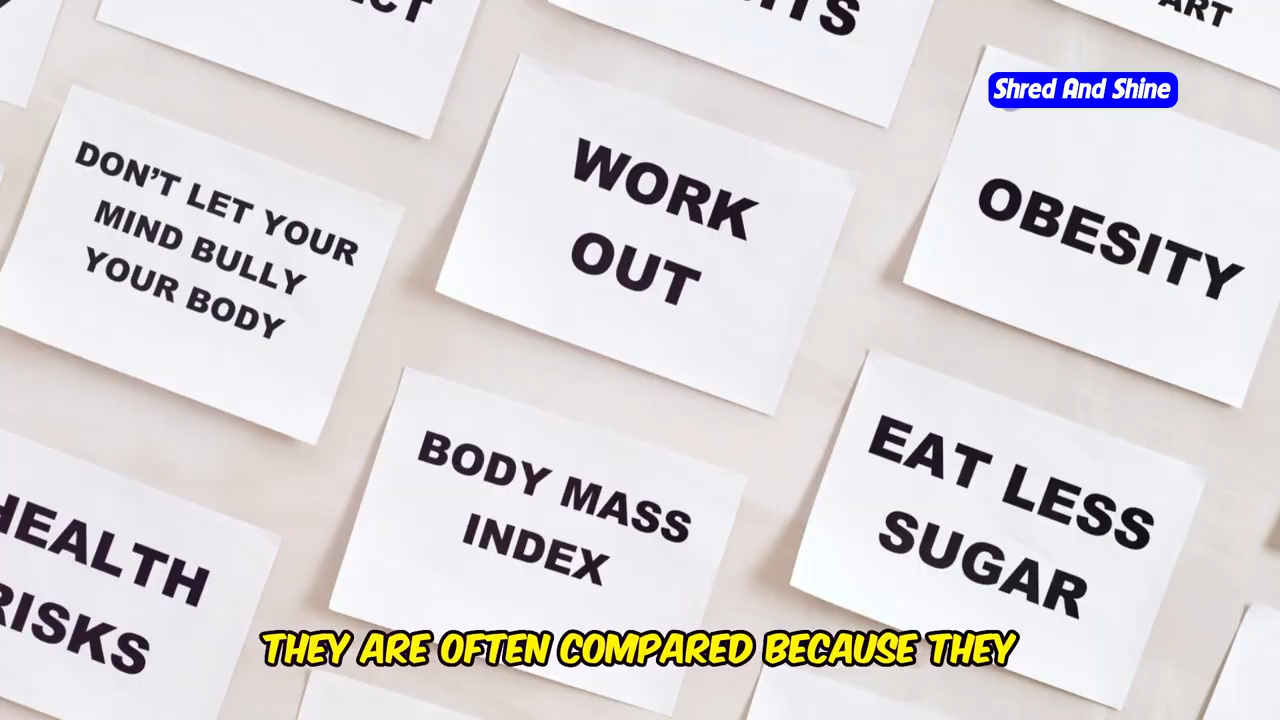 Shred And Shine
DON'T LET YOUR
MIND BULLY
YOUR BODY
WORK
OUT
OBESITY
HEALTH
RISKS
BODY MASS
INDEX
EAT LESS
SUGAR
THEY ARE OFTEN COMPARED BECAUSE THEY